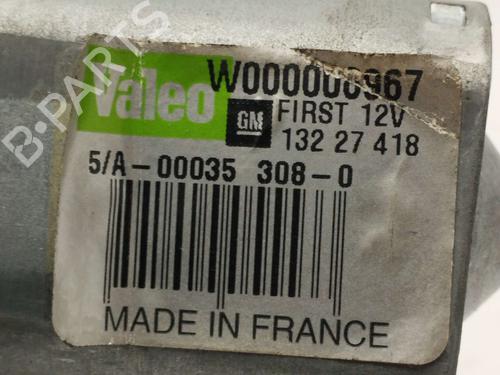 B-PARTS
Valeo W000000967
GM FIRST 12V
132 27 418
5/A-00035 308-0
MADE IN FRANCE